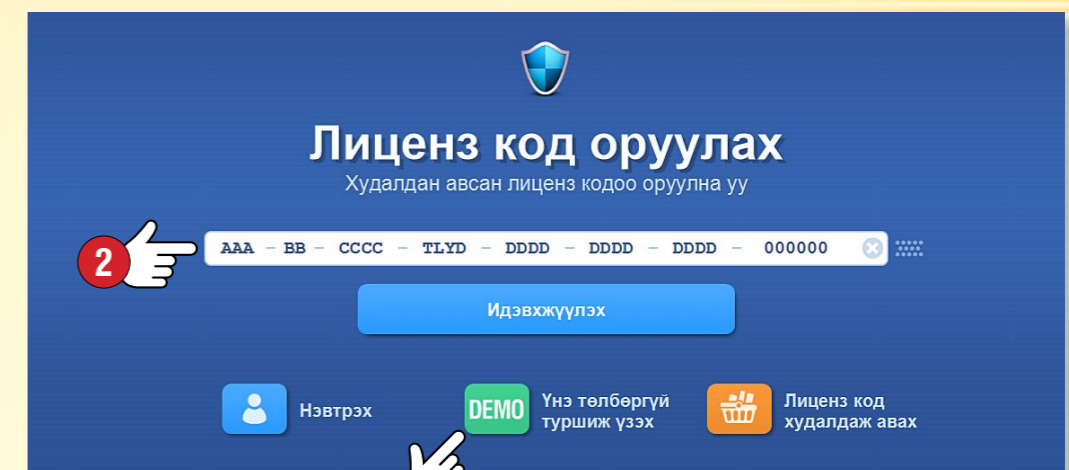 Лиценз код оруулах
Худалдан авсан лиценз кодоо оруулна уу
2
AAA - BB - CCCC - TLYD - DDDD - DDDD - DDDD - 000000
Идэвхжүүлэх
Нэвтрэх
DEMO
Үнэ төлбөргүй
туршиж үзэх
Лиценз код
худалдаж авах